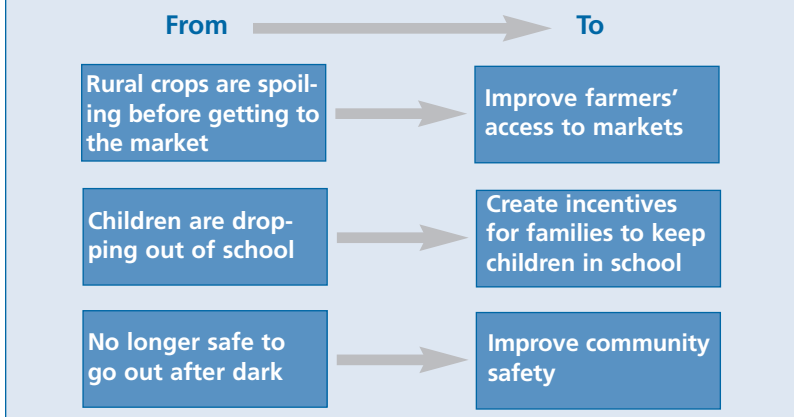 From To
Rural crops are spoil-
ing before getting to
the market
Improve farmers’
access to markets
Children are drop-
ping out of school
Create incentives
for families to keep
children in school
No longer safe to
go out after dark
Improve community
safety